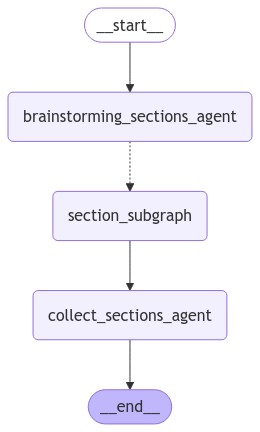 __start__
brainstorming_sections_agent
section_subgraph
collect_sections_agent
__end__